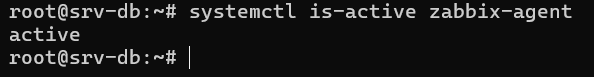 root@srv-db:~# systemctl is-active zabbix-agent
active
root@srv-db:~#